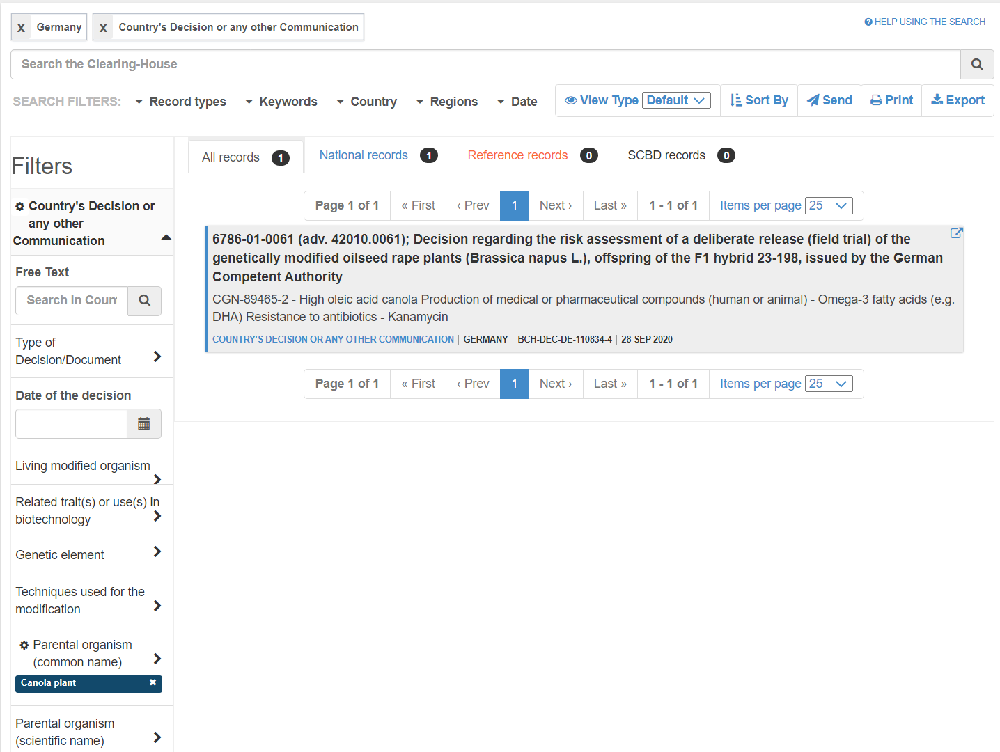 x Germany x Country's Decision or any other Communication
HELP USING THE SEARCH
Search the Clearing-House
SEARCH FILTERS: Record types Keywords Country Regions Date
View Type Default Sort By Send Print Export
Filters
Country's Decision or
any other
Communication
Free Text
Search in Coun
Type of
Decision/Document
Date of the decision
Living modified organism
Related trait(s) or use(s) in
biotechnology
Genetic element
Techniques used for the
modification
Parental organism
(common name)
Canola plant ✖
Parental organism
(scientific name)
All records 1 National records 1 Reference records 0 SCBD records 0
Page 1 of 1 « First ‹ Prev 1 Next › Last » 1 - 1 of 1 Items per page 25
6786-01-0061 (adv. 42010.0061); Decision regarding the risk assessment of a deliberate release (field trial) of the
genetically modified oilseed rape plants (Brassica napus L.), offspring of the F1 hybrid 23-198, issued by the German
Competent Authority
CGN-89465-2 - High oleic acid canola Production of medical or pharmaceutical compounds (human or animal) - Omega-3 fatty acids (e.g.
DHA) Resistance to antibiotics - Kanamycin
COUNTRY'S DECISION OR ANY OTHER COMMUNICATION | GERMANY | BCH-DEC-DE-110834-4 | 28 SEP 2020
Page 1 of 1 « First ‹ Prev 1 Next › Last » 1 - 1 of 1 Items per page 25